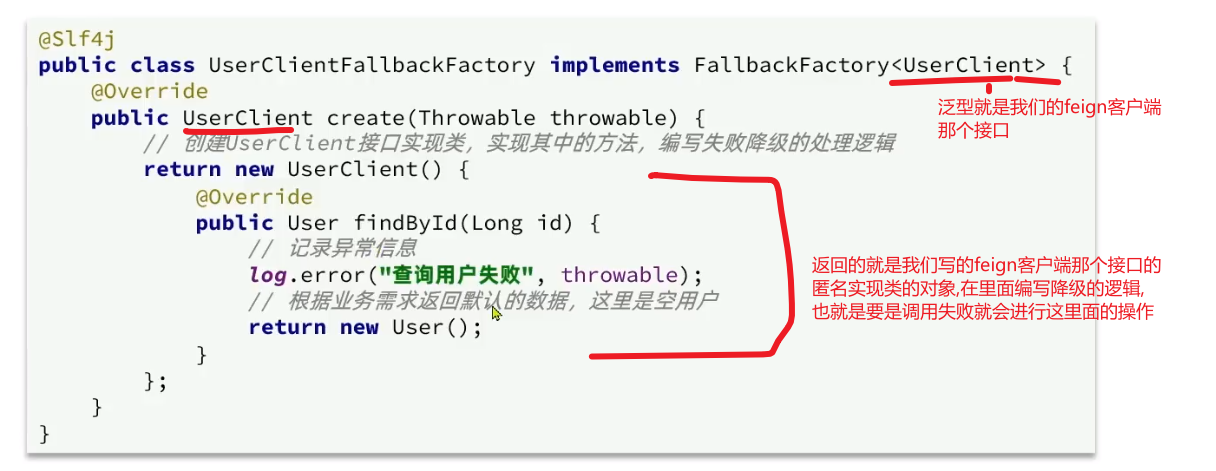 @Slf4j
public class UserClientFallbackFactory implements FallbackFactory<UserClient> {
@Override
public UserClient create(Throwable throwable) {
// 创建UserClient接口实现类，实现其中的方法，编写失败降级的处理逻辑
return new UserClient() {
@Override
public User findById(Long id) {
// 记录异常信息
log.error("查询用户失败", throwable);
// 根据业务需求返回默认的数据，这里是空用户
return new User();
}
};
}
}
泛型就是我们的feign客户端
那个接口
返回的就是我们写的feign客户端那个接口的
匿名实现类的对象,在里面编写降级的逻辑,
也就是要是调用失败就会进行这里面的操作